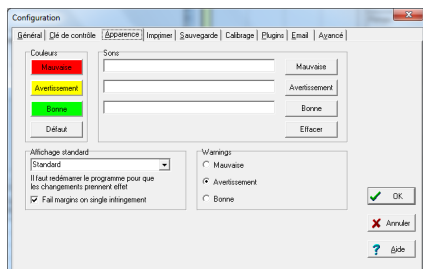 Configuration
Général Clé de contrôle Apparence Imprimer Sauvegarde Calibrage Plugins Email Avancé
Couleurs
Mauvaise
Avertissement
Bonne
Défaut
Sons
Mauvaise
Avertissement
Bonne
Effacer
Affichage standard
Standard
Il faut redémarrer le programme pour que
les changements prennent effet
Fail margins on single infringement
Warnings
Mauvaise
Avertissement
Bonne
OK
Annuler
Aide